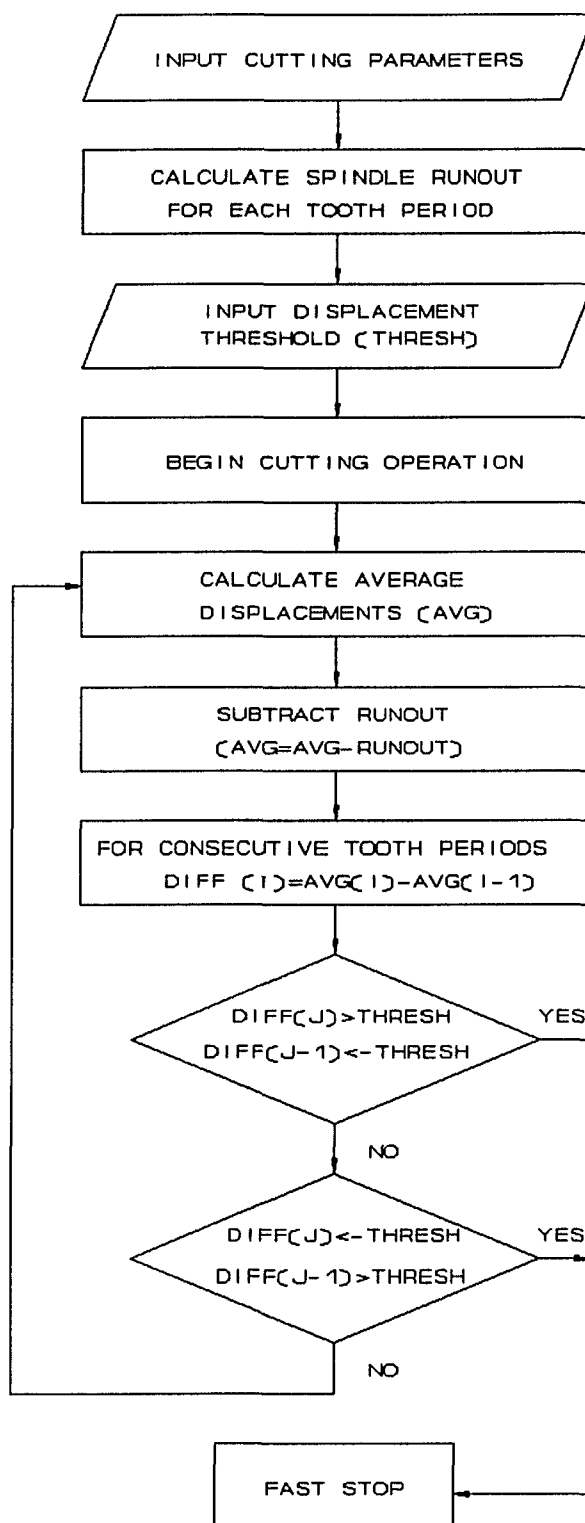 INPUT CUTTING PARAMETERS
CALCULATE SPINDLE RUNOUT
FOR EACH TOOTH PERIOD
INPUT DISPLACEMENT
THRESHOLD (THRESH)
BEGIN CUTTING OPERATION
CALCULATE AVERAGE
DISPLACEMENTS (AVG)
SUBTRACT RUNOUT
(AVG=AVG-RUNOUT)
FOR CONSECUTIVE TOOTH PERIODS
DIFF (I)=AVG(I)-AVG(I-1)
DIFF(J)>THRESH
DIFF(J-1)<-THRESH
YES
NO
DIFF(J)<-THRESH
DIFF(J-1)>THRESH
YES
NO
FAST STOP